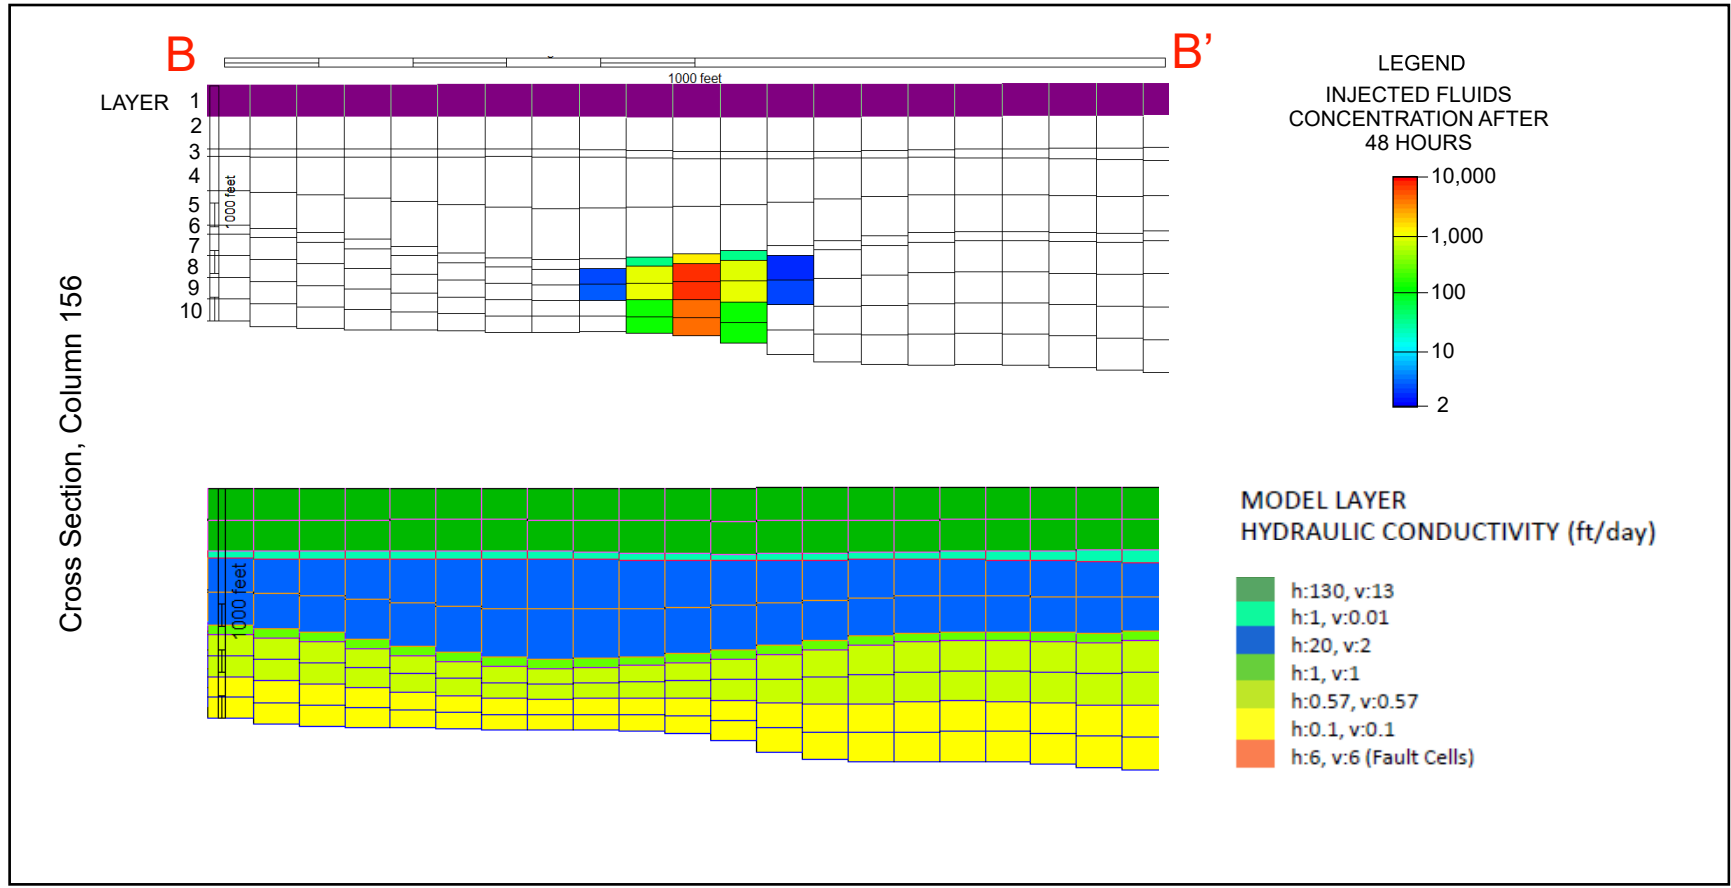 B
B’
1000 feet
LAYER 1
2
3
4
5
6
7
8
9
10
1000 feet
LEGEND
INJECTED FLUIDS
CONCENTRATION AFTER
48 HOURS
10,000
1,000
100
10
2
Cross Section, Column 156
1000 feet
MODEL LAYER
HYDRAULIC CONDUCTIVITY (ft/day)
h:130, v:13
h:1, v:0.01
h:20, v:2
h:1, v:1
h:0.57, v:0.57
h:0.1, v:0.1
h:6, v:6 (Fault Cells)